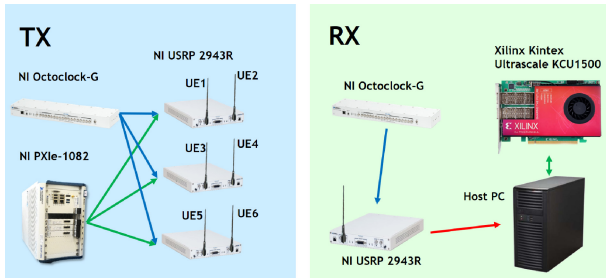 TX
NI USRP 2943R
NI Octoclock-G
UE1
UE2
UE3
UE4
NI PXIe-1082
UE5
UE6
RX
Xilinx Kintex
Ultrascale KCU1500
NI Octoclock-G
XILINX
Host PC
NI USRP 2943R